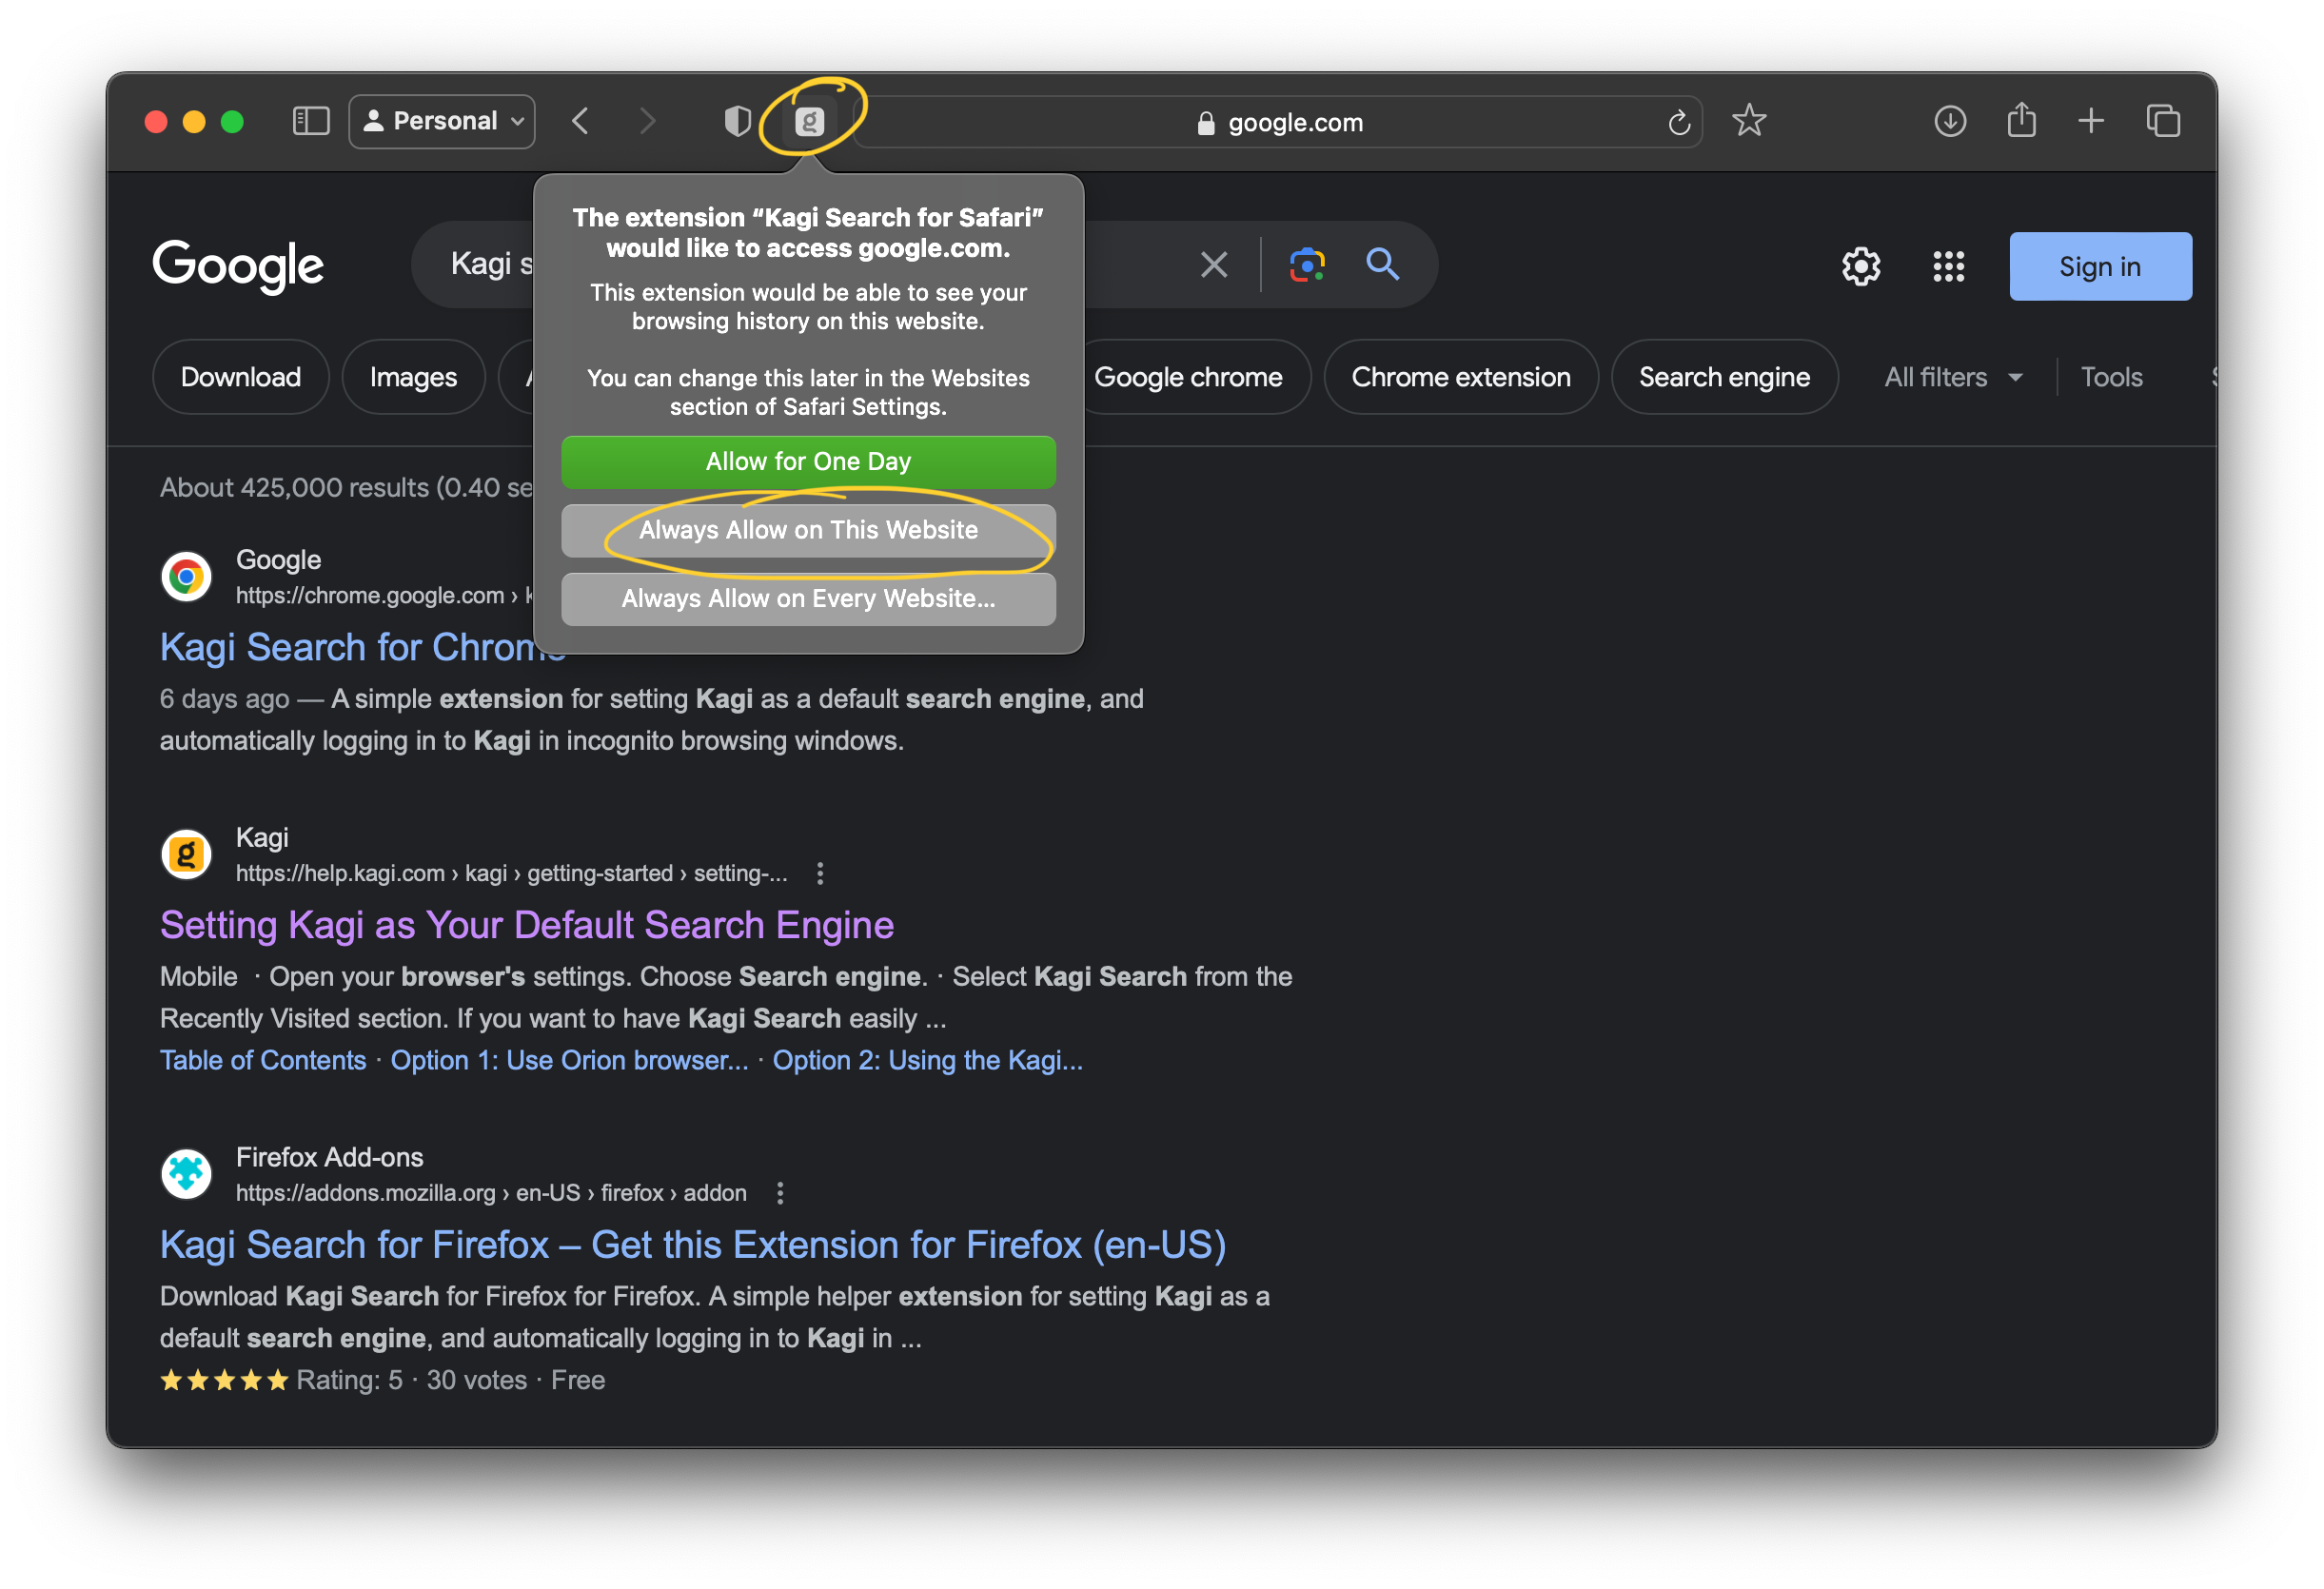 Personal
google.com
The extension “Kagi Search for Safari”
would like to access google.com.
This extension would be able to see your
browsing history on this website.
You can change this later in the Websites
section of Safari Settings.
Allow for One Day
Always Allow on This Website
Always Allow on Every Website...
Google
Kagi s
Sign in
Download
Images
Google chrome
Chrome extension
Search engine
All filters
Tools
About 425,000 results (0.40 se
Google
https://chrome.google.com › k
Kagi Search for Chrome
6 days ago — A simple extension for setting Kagi as a default search engine, and
automatically logging in to Kagi in incognito browsing windows.
Kagi
https://help.kagi.com › kagi › getting-started › setting-...
Setting Kagi as Your Default Search Engine
Mobile · Open your browser's settings. Choose Search engine. · Select Kagi Search from the
Recently Visited section. If you want to have Kagi Search easily ...
Table of Contents · Option 1: Use Orion browser... · Option 2: Using the Kagi...
Firefox Add-ons
https://addons.mozilla.org › en-US › firefox › addon
Kagi Search for Firefox – Get this Extension for Firefox (en-US)
Download Kagi Search for Firefox for Firefox. A simple helper extension for setting Kagi as a
default search engine, and automatically logging in to Kagi in ...
Rating: 5 · 30 votes · Free